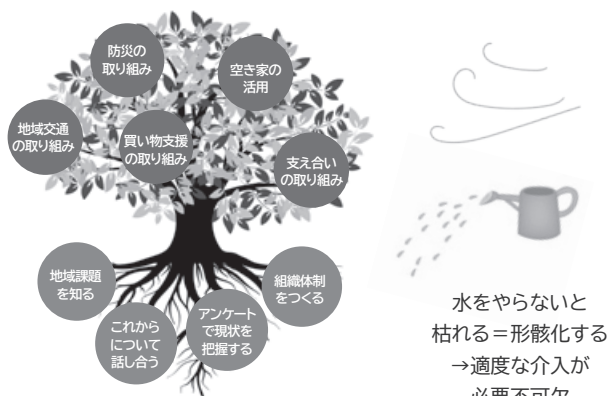 防災の
取り組み
空き家の
活用
地域交通
の取り組み
買い物支援
の取り組み
支え合い
の取り組み
地域課題
を知る
組織体制
をつくる
これから
について
話し合う
アンケート
で現状を
把握する
水をやらないと
枯れる＝形骸化する
→適度な介入が
必要不可欠